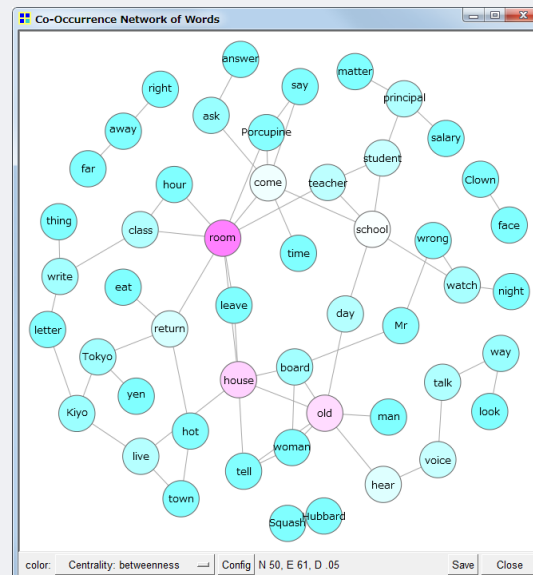 Co-Occurrence Network of Words
answer
matter
right
say
principal
ask
away
Porcupine
salary
student
far
come
teacher
Clown
hour
thing
class
room
school
face
wrong
time
write
watch
night
eat
leave
day
letter
return
Mr
Tokyo
way
board
house
talk
yen
Kiyo
old
man
look
hot
woman
live
voice
tell
hear
town
Squash
Hubbard
color:
Centrality: betweenness
Config
N 50, E 61, D .05
Save
Close